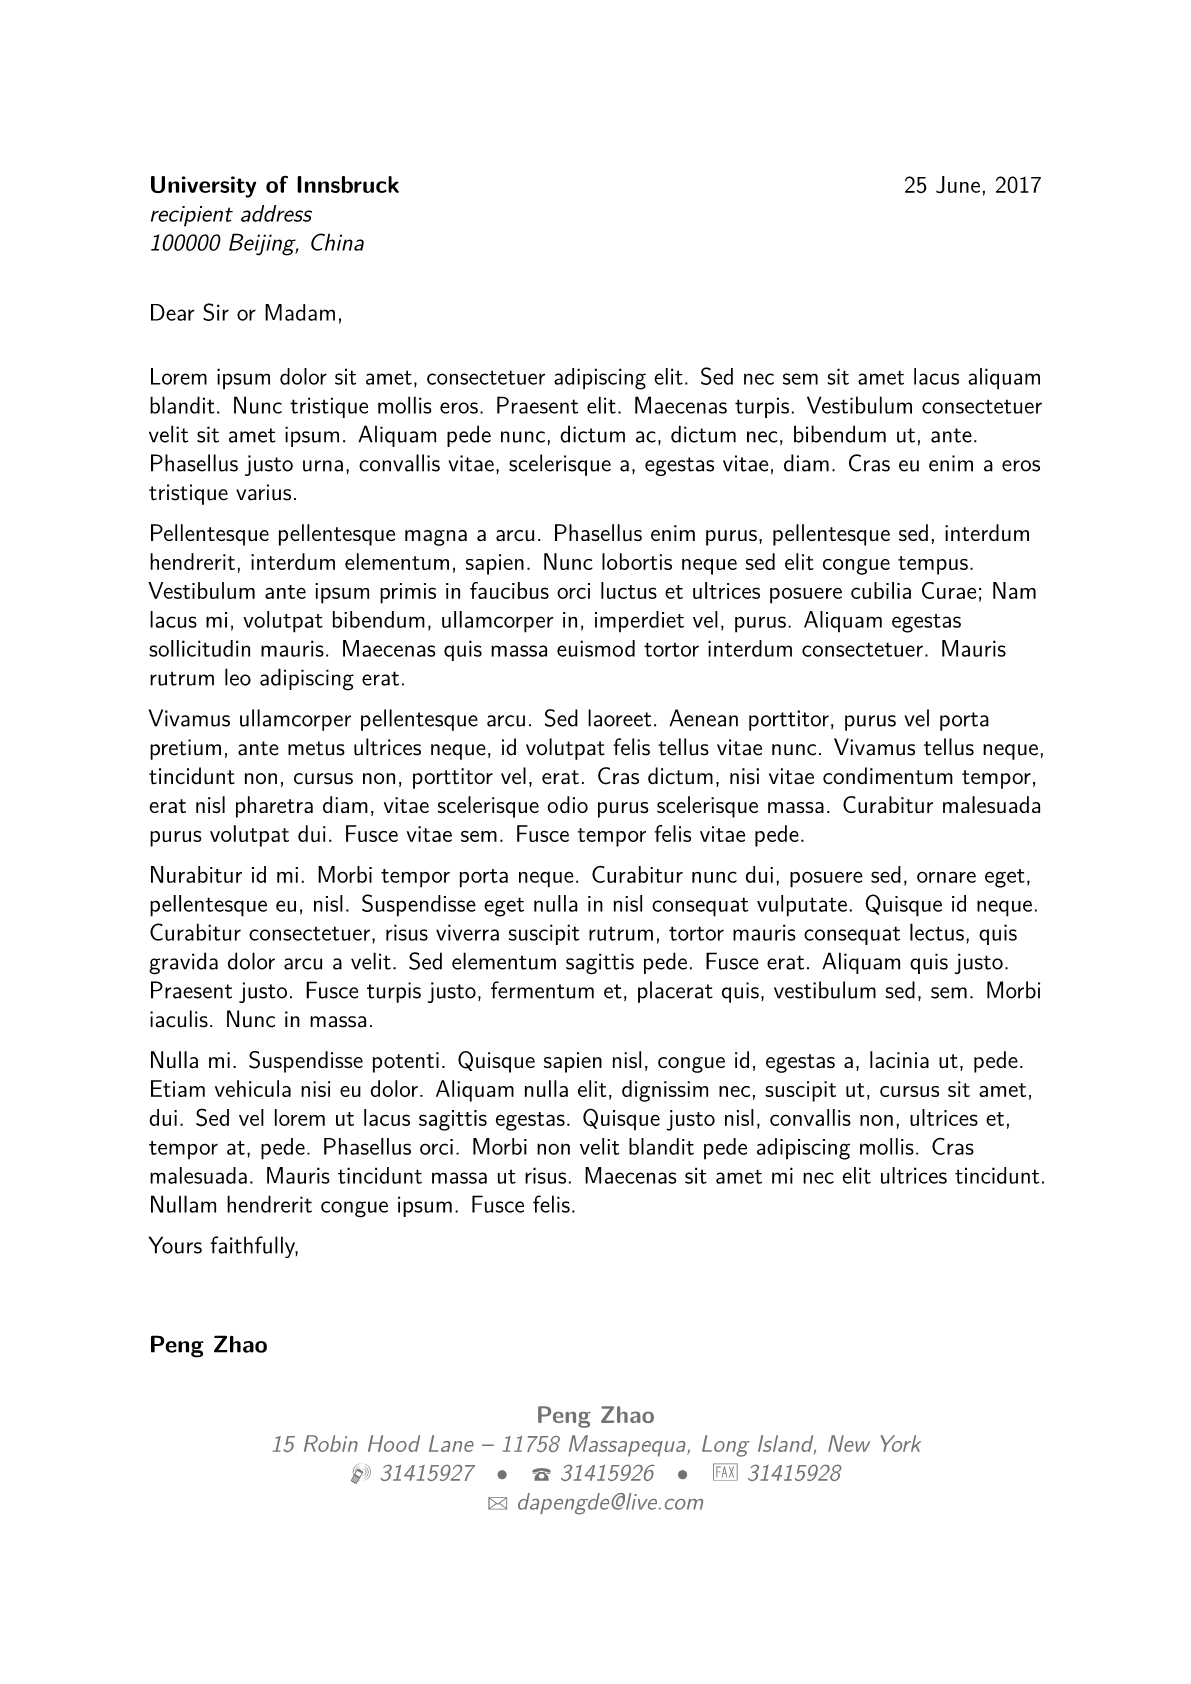 University of Innsbruck 25 June, 2017
recipient address
100000 Beijing, China
Dear Sir or Madam,
Lorem ipsum dolor sit amet, consectetuer adipiscing elit. Sed nec sem sit amet lacus aliquam
blandit. Nunc tristique mollis eros. Praesent elit. Maecenas turpis. Vestibulum consectetuer
velit sit amet ipsum. Aliquam pede nunc, dictum ac, dictum nec, bibendum ut, ante.
Phasellus justo urna, convallis vitae, scelerisque a, egestas vitae, diam. Cras eu enim a eros
tristique varius.
Pellentesque pellentesque magna a arcu. Phasellus enim purus, pellentesque sed, interdum
hendrerit, interdum elementum, sapien. Nunc lobortis neque sed elit congue tempus.
Vestibulum ante ipsum primis in faucibus orci luctus et ultrices posuere cubilia Curae; Nam
lacus mi, volutpat bibendum, ullamcorper in, imperdiet vel, purus. Aliquam egestas
sollicitudin mauris. Maecenas quis massa euismod tortor interdum consectetuer. Mauris
rutrum leo adipiscing erat.
Vivamus ullamcorper pellentesque arcu. Sed laoreet. Aenean porttitor, purus vel porta
pretium, ante metus ultrices neque, id volutpat felis tellus vitae nunc. Vivamus tellus neque,
tincidunt non, cursus non, porttitor vel, erat. Cras dictum, nisi vitae condimentum tempor,
erat nisl pharetra diam, vitae scelerisque odio purus scelerisque massa. Curabitur malesuada
purus volutpat dui. Fusce vitae sem. Fusce tempor felis vitae pede.
Nurabitur id mi. Morbi tempor porta neque. Curabitur nunc dui, posuere sed, ornare eget,
pellentesque eu, nisl. Suspendisse eget nulla in nisl consequat vulputate. Quisque id neque.
Curabitur consectetuer, risus viverra suscipit rutrum, tortor mauris consequat lectus, quis
gravida dolor arcu a velit. Sed elementum sagittis pede. Fusce erat. Aliquam quis justo.
Praesent justo. Fusce turpis justo, fermentum et, placerat quis, vestibulum sed, sem. Morbi
iaculis. Nunc in massa.
Nulla mi. Suspendisse potenti. Quisque sapien nisl, congue id, egestas a, lacinia ut, pede.
Etiam vehicula nisi eu dolor. Aliquam nulla elit, dignissim nec, suscipit ut, cursus sit amet,
dui. Sed vel lorem ut lacus sagittis egestas. Quisque justo nisl, convallis non, ultrices et,
tempor at, pede. Phasellus orci. Morbi non velit blandit pede adipiscing mollis. Cras
malesuada. Mauris tincidunt massa ut risus. Maecenas sit amet mi nec elit ultrices tincidunt.
Nullam hendrerit congue ipsum. Fusce felis.
Yours faithfully,
Peng Zhao
Peng Zhao
15 Robin Hood Lane – 11758 Massapequa, Long Island, New York
31415927 • ☎ 31415926 • FAX 31415928
✉ dapengde@live.com